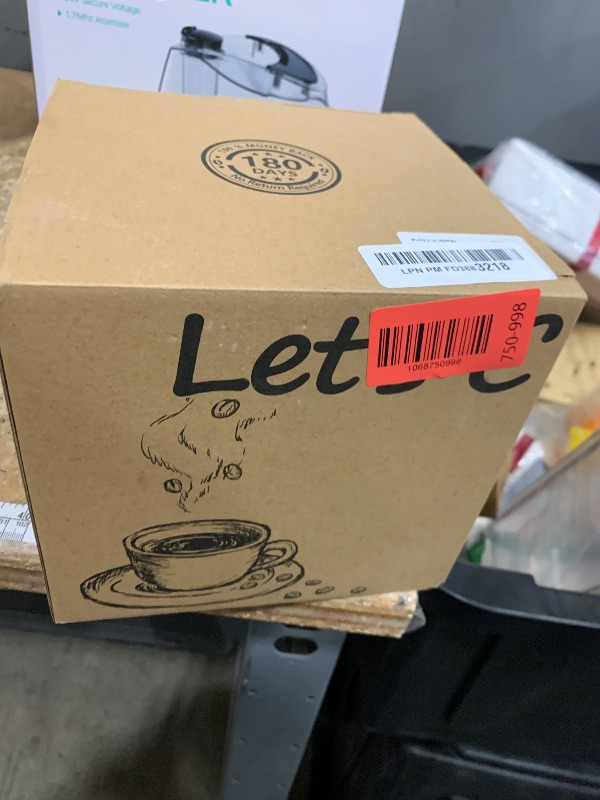 Secure Voltage
1.7Mhz Atomizer
100 % MONEY BACK
180
DAYS
No Return Required
LPN PM FD3883218
Let's C
1068750998
750-998